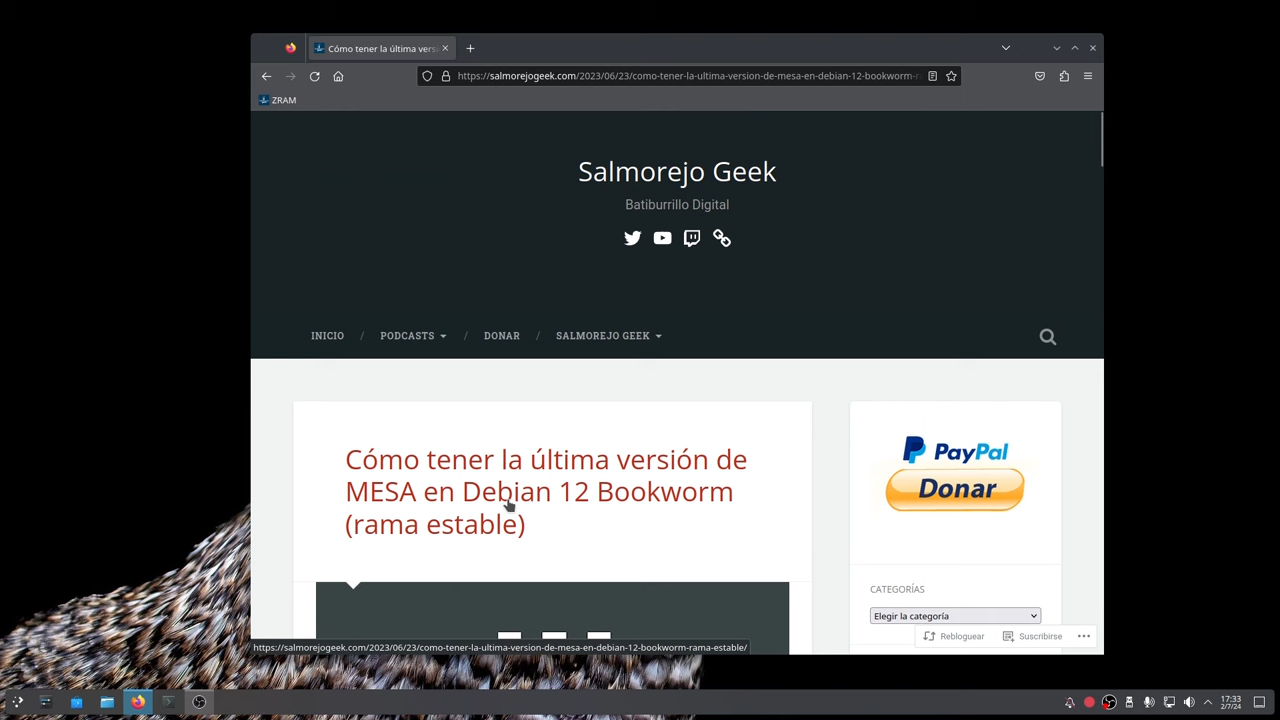 Cómo tener la última versi
https://salmorejogeek.com/2023/06/23/como-tener-la-ultima-version-de-mesa-en-debian-12-bookworm-r
ZRAM
Salmorejo Geek
Batiburrillo Digital
INICIO / PODCASTS / DONAR / SALMOREJO GEEK
Cómo tener la última versión de
MESA en Debian 12 Bookworm
(rama estable)
PayPal
Donar
CATEGORÍAS
Elegir la categoría
Rebloguear Suscribirse
https://salmorejogeek.com/2023/06/23/como-tener-la-ultima-version-de-mesa-en-debian-12-bookworm-rama-estable/
17:33
2/7/24